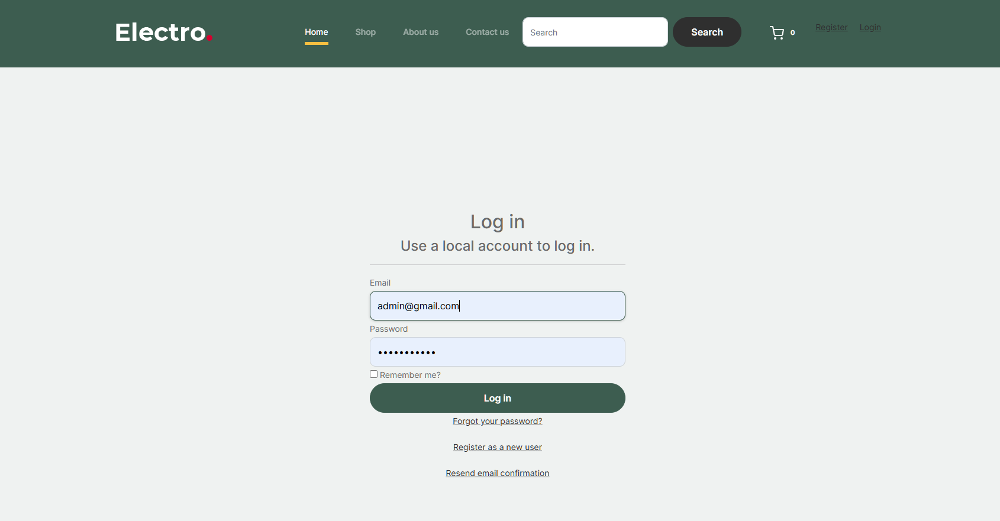 Electro.
Home Shop About us Contact us Search Search 0 Register Login
Log in
Use a local account to log in.
Email
admin@gmail.com
Password
•••••••••••
Remember me?
Log in
Forgot your password?
Register as a new user
Resend email confirmation